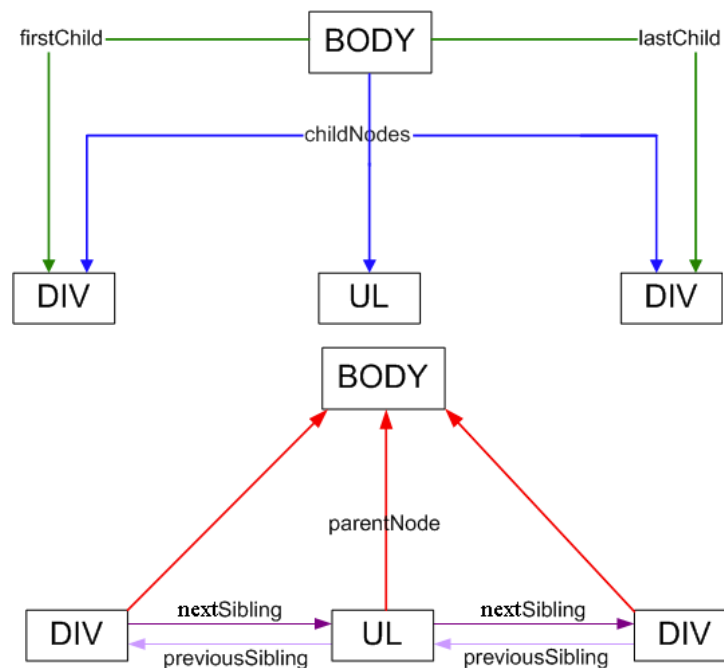 firstChild
BODY
lastChild
childNodes
DIV
UL
DIV
BODY
parentNode
DIV
nextSibling
previousSibling
UL
nextSibling
previousSibling
DIV